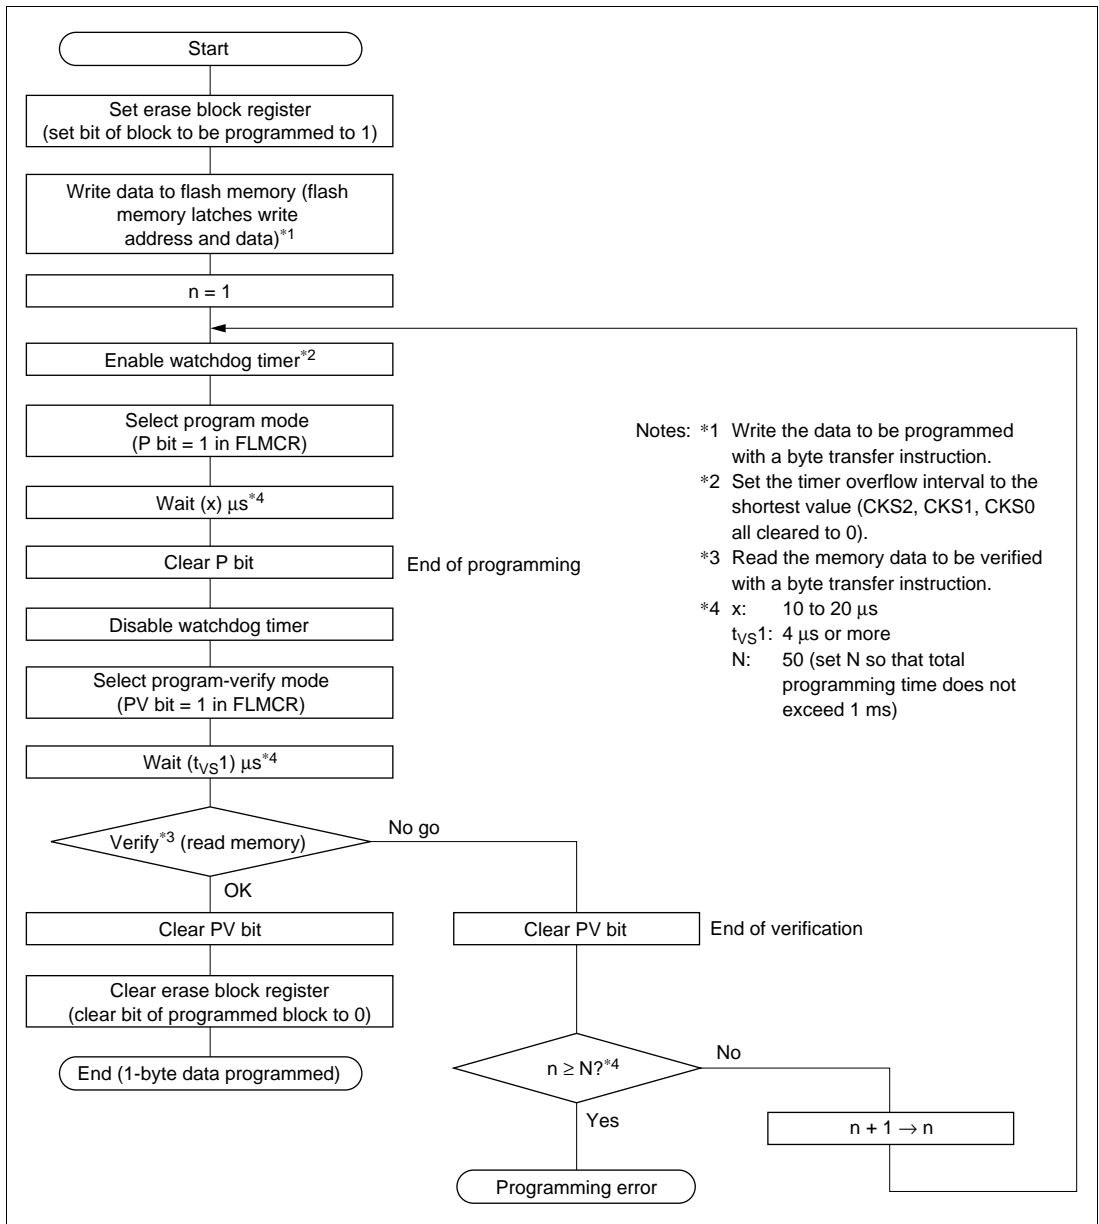 Start
Set erase block register
(set bit of block to be programmed to 1)
Write data to flash memory (flash
memory latches write
address and data)*1
n = 1
Enable watchdog timer*2
Select program mode
(P bit = 1 in FLMCR)
Wait (x) µs*4
Clear P bit
End of programming
Disable watchdog timer
Select program-verify mode
(PV bit = 1 in FLMCR)
Wait (tVS1) µs*4
Verify*3 (read memory)
No go
OK
Clear PV bit
Clear PV bit
End of verification
Clear erase block register
(clear bit of programmed block to 0)
End (1-byte data programmed)
n ≥ N?*4
No
Yes
n + 1 → n
Programming error
Notes: *1 Write the data to be programmed
with a byte transfer instruction.
*2 Set the timer overflow interval to the
shortest value (CKS2, CKS1, CKS0
all cleared to 0).
*3 Read the memory data to be verified
with a byte transfer instruction.
*4 x: 10 to 20 µs
tVS1: 4 µs or more
N: 50 (set N so that total
programming time does not
exceed 1 ms)